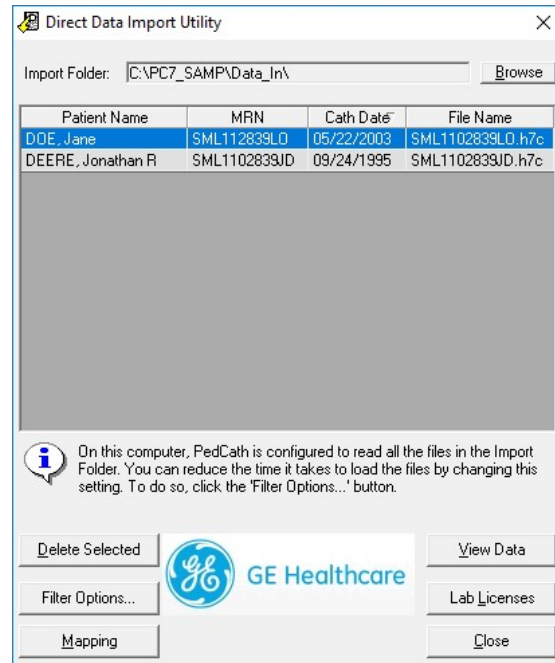 Direct Data Import Utility
Import Folder: C:\PC7_SAMP\Data_In\ Browse
Patient Name MRN Cath Date File Name
DOE, Jane SML112839LO 05/22/2003 SML1102839LO.h7c
DEERE, Jonathan R SML1102839JD 09/24/1995 SML1102839JD.h7c
On this computer, PedCath is configured to read all the files in the Import
Folder. You can reduce the time it takes to load the files by changing this
setting. To do so, click the 'Filter Options...' button.
Delete Selected View Data
GE Healthcare
Filter Options... Lab Licenses
Mapping Close